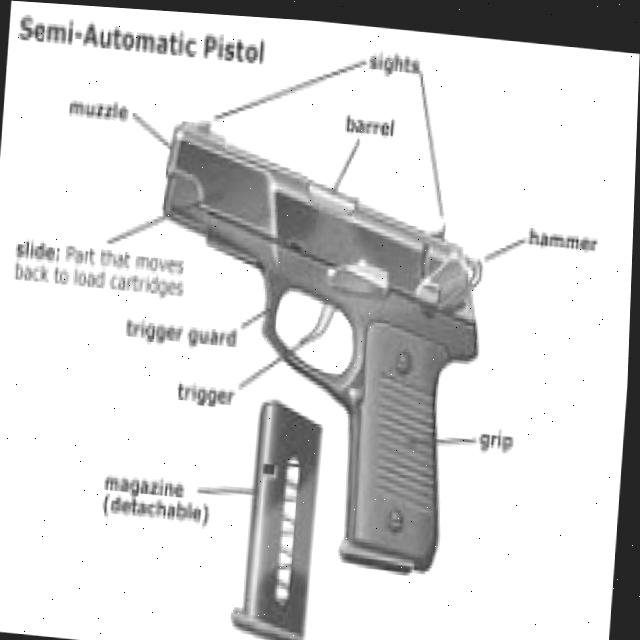 Semi-Automatic Pistol
sights
muzzle
barrel
hammer
slide: Part that moves
back to load cartridges
trigger guard
trigger
grip
magazine
(detachable)